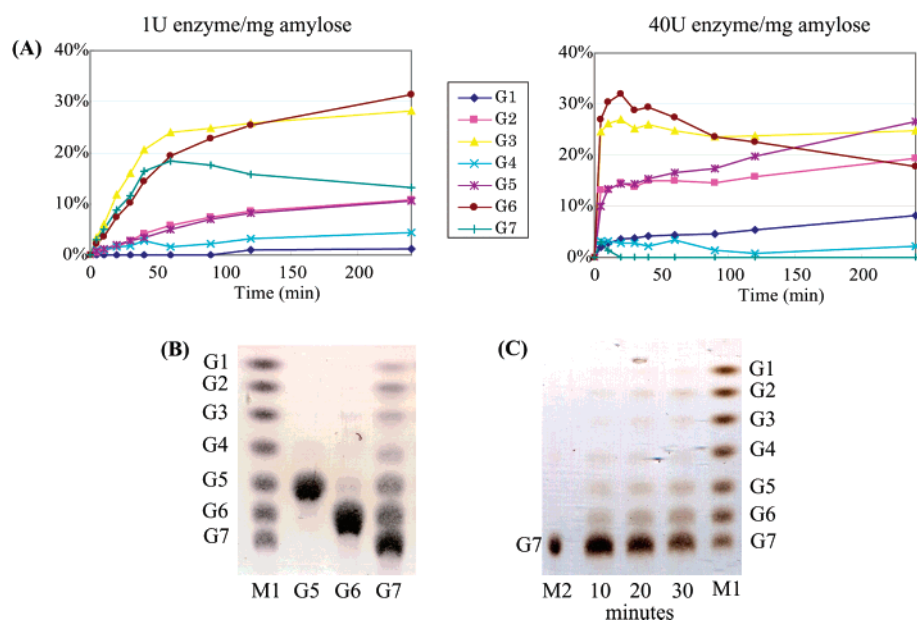 1U enzyme/mg amylose
40U enzyme/mg amylose
(A)
40%
30%
20%
10%
0%
0
50
100
150
200
Time (min)
G1
G2
G3
G4
G5
G6
G7
40%
30%
20%
10%
0%
0
50
100
150
200
Time (min)
(B)
G1
G2
G3
G4
G5
G6
G7
M1 G5 G6 G7
(C)
G1
G2
G3
G4
G5
G6
G7
G7
M2 10 20 30 M1
minutes